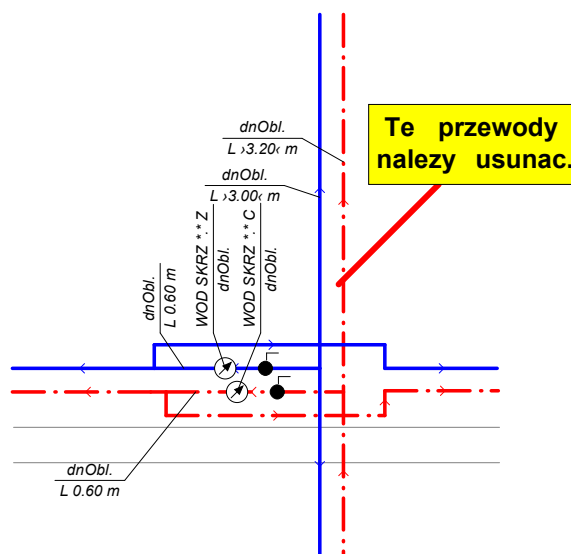 dnObl.
L ›3.20‹ m
Te przewody
nalezy usunac.
dnObl.
L ›3.00‹ m
dnObl.
L 0.60 m
WOD SKRZ *.* Z
dnObl.
WOD SKRZ *.* C
dnObl.
dnObl.
L 0.60 m